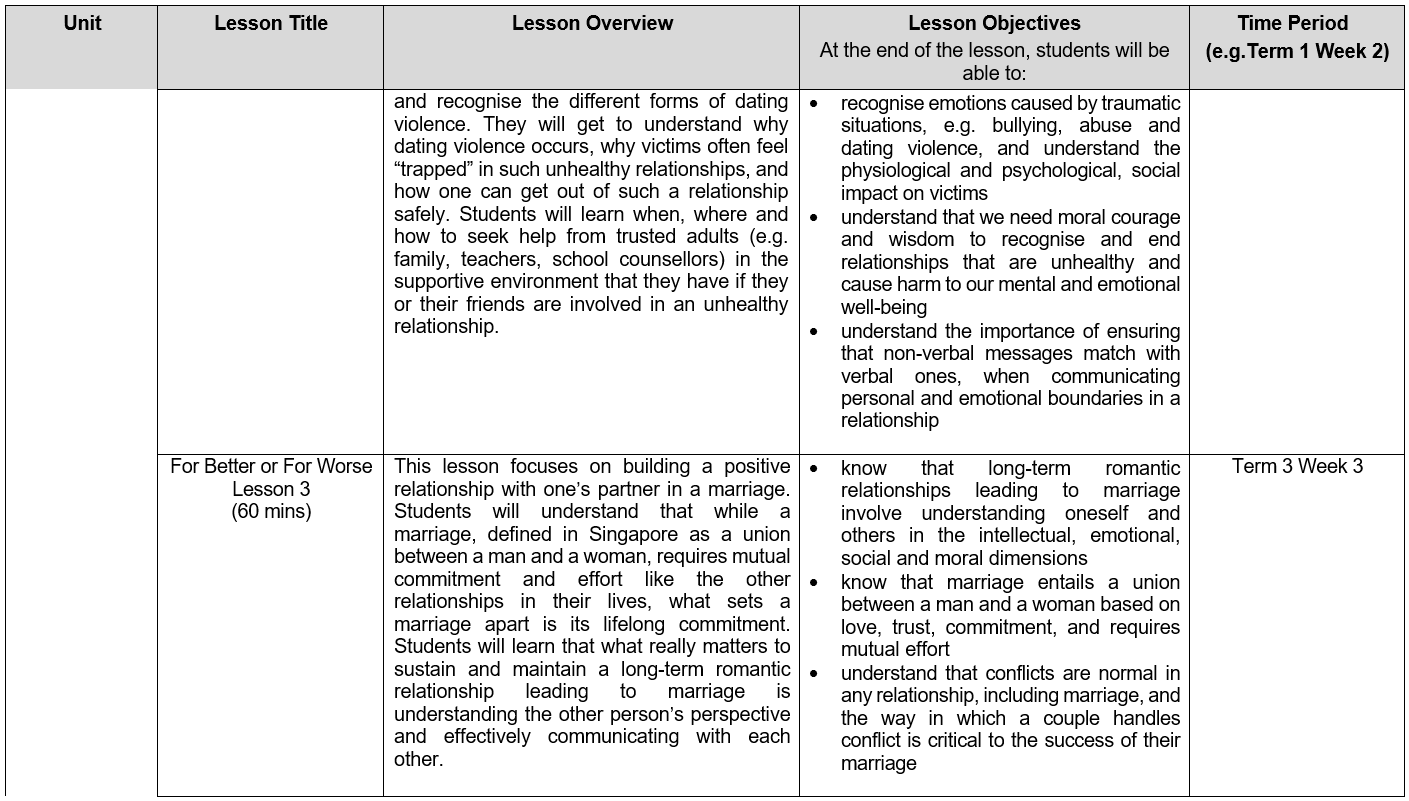 Unit
Lesson Title
Lesson Overview
Lesson Objectives
At the end of the lesson, students will be
able to:
Time Period
(e.g.Term 1 Week 2)
and recognise the different forms of dating
violence. They will get to understand why
dating violence occurs, why victims often feel
“trapped” in such unhealthy relationships, and
how one can get out of such a relationship
safely. Students will learn when, where and
how to seek help from trusted adults (e.g.
family, teachers, school counsellors) in the
supportive environment that they have if they
or their friends are involved in an unhealthy
relationship.
• recognise emotions caused by traumatic
situations, e.g. bullying, abuse and
dating violence, and understand the
physiological and psychological, social
impact on victims
• understand that we need moral courage
and wisdom to recognise and end
relationships that are unhealthy and
cause harm to our mental and emotional
well-being
• understand the importance of ensuring
that non-verbal messages match with
verbal ones, when communicating
personal and emotional boundaries in a
relationship
For Better or For Worse
Lesson 3
(60 mins)
This lesson focuses on building a positive
relationship with one’s partner in a marriage.
Students will understand that while a
marriage, defined in Singapore as a union
between a man and a woman, requires mutual
commitment and effort like the other
relationships in their lives, what sets a
marriage apart is its lifelong commitment.
Students will learn that what really matters to
sustain and maintain a long-term romantic
relationship leading to marriage is
understanding the other person’s perspective
and effectively communicating with each
other.
• know that long-term romantic
relationships leading to marriage
involve understanding oneself and
others in the intellectual, emotional,
social and moral dimensions
• know that marriage entails a union
between a man and a woman based on
love, trust, commitment, and requires
mutual effort
• understand that conflicts are normal in
any relationship, including marriage, and
the way in which a couple handles
conflict is critical to the success of their
marriage
Term 3 Week 3